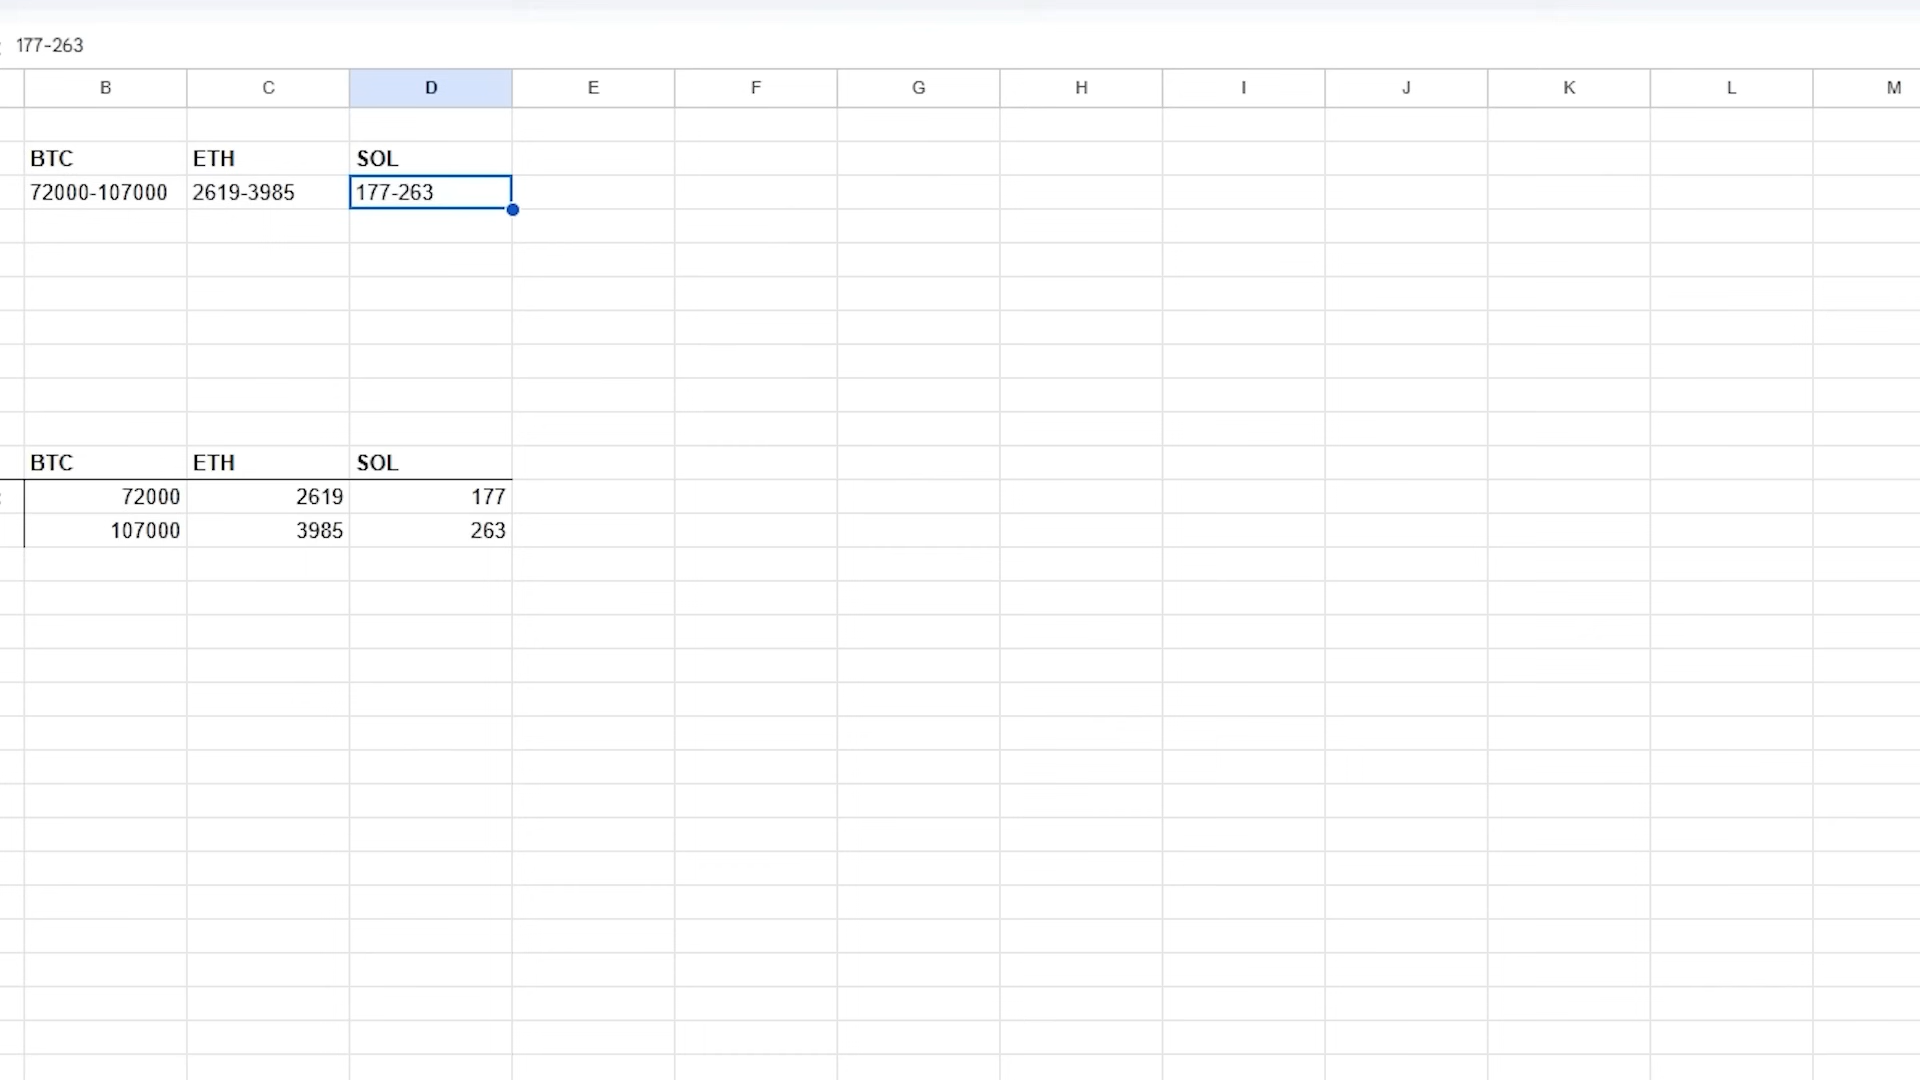 177-263
B C D E F G H I J K L M
BTC ETH SOL
72000-107000 2619-3985 177-263
BTC ETH SOL
72000 2619 177
107000 3985 263